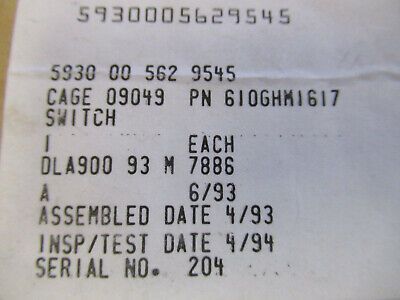 5930005629545
5930 00 562 9545
CAGE 09049 PN 610GHM1617
SWITCH
1 EACH
DLA900 93 M 7886
A 6/93
ASSEMBLED DATE 4/93
INSP/TEST DATE 4/94
SERIAL NO. 204